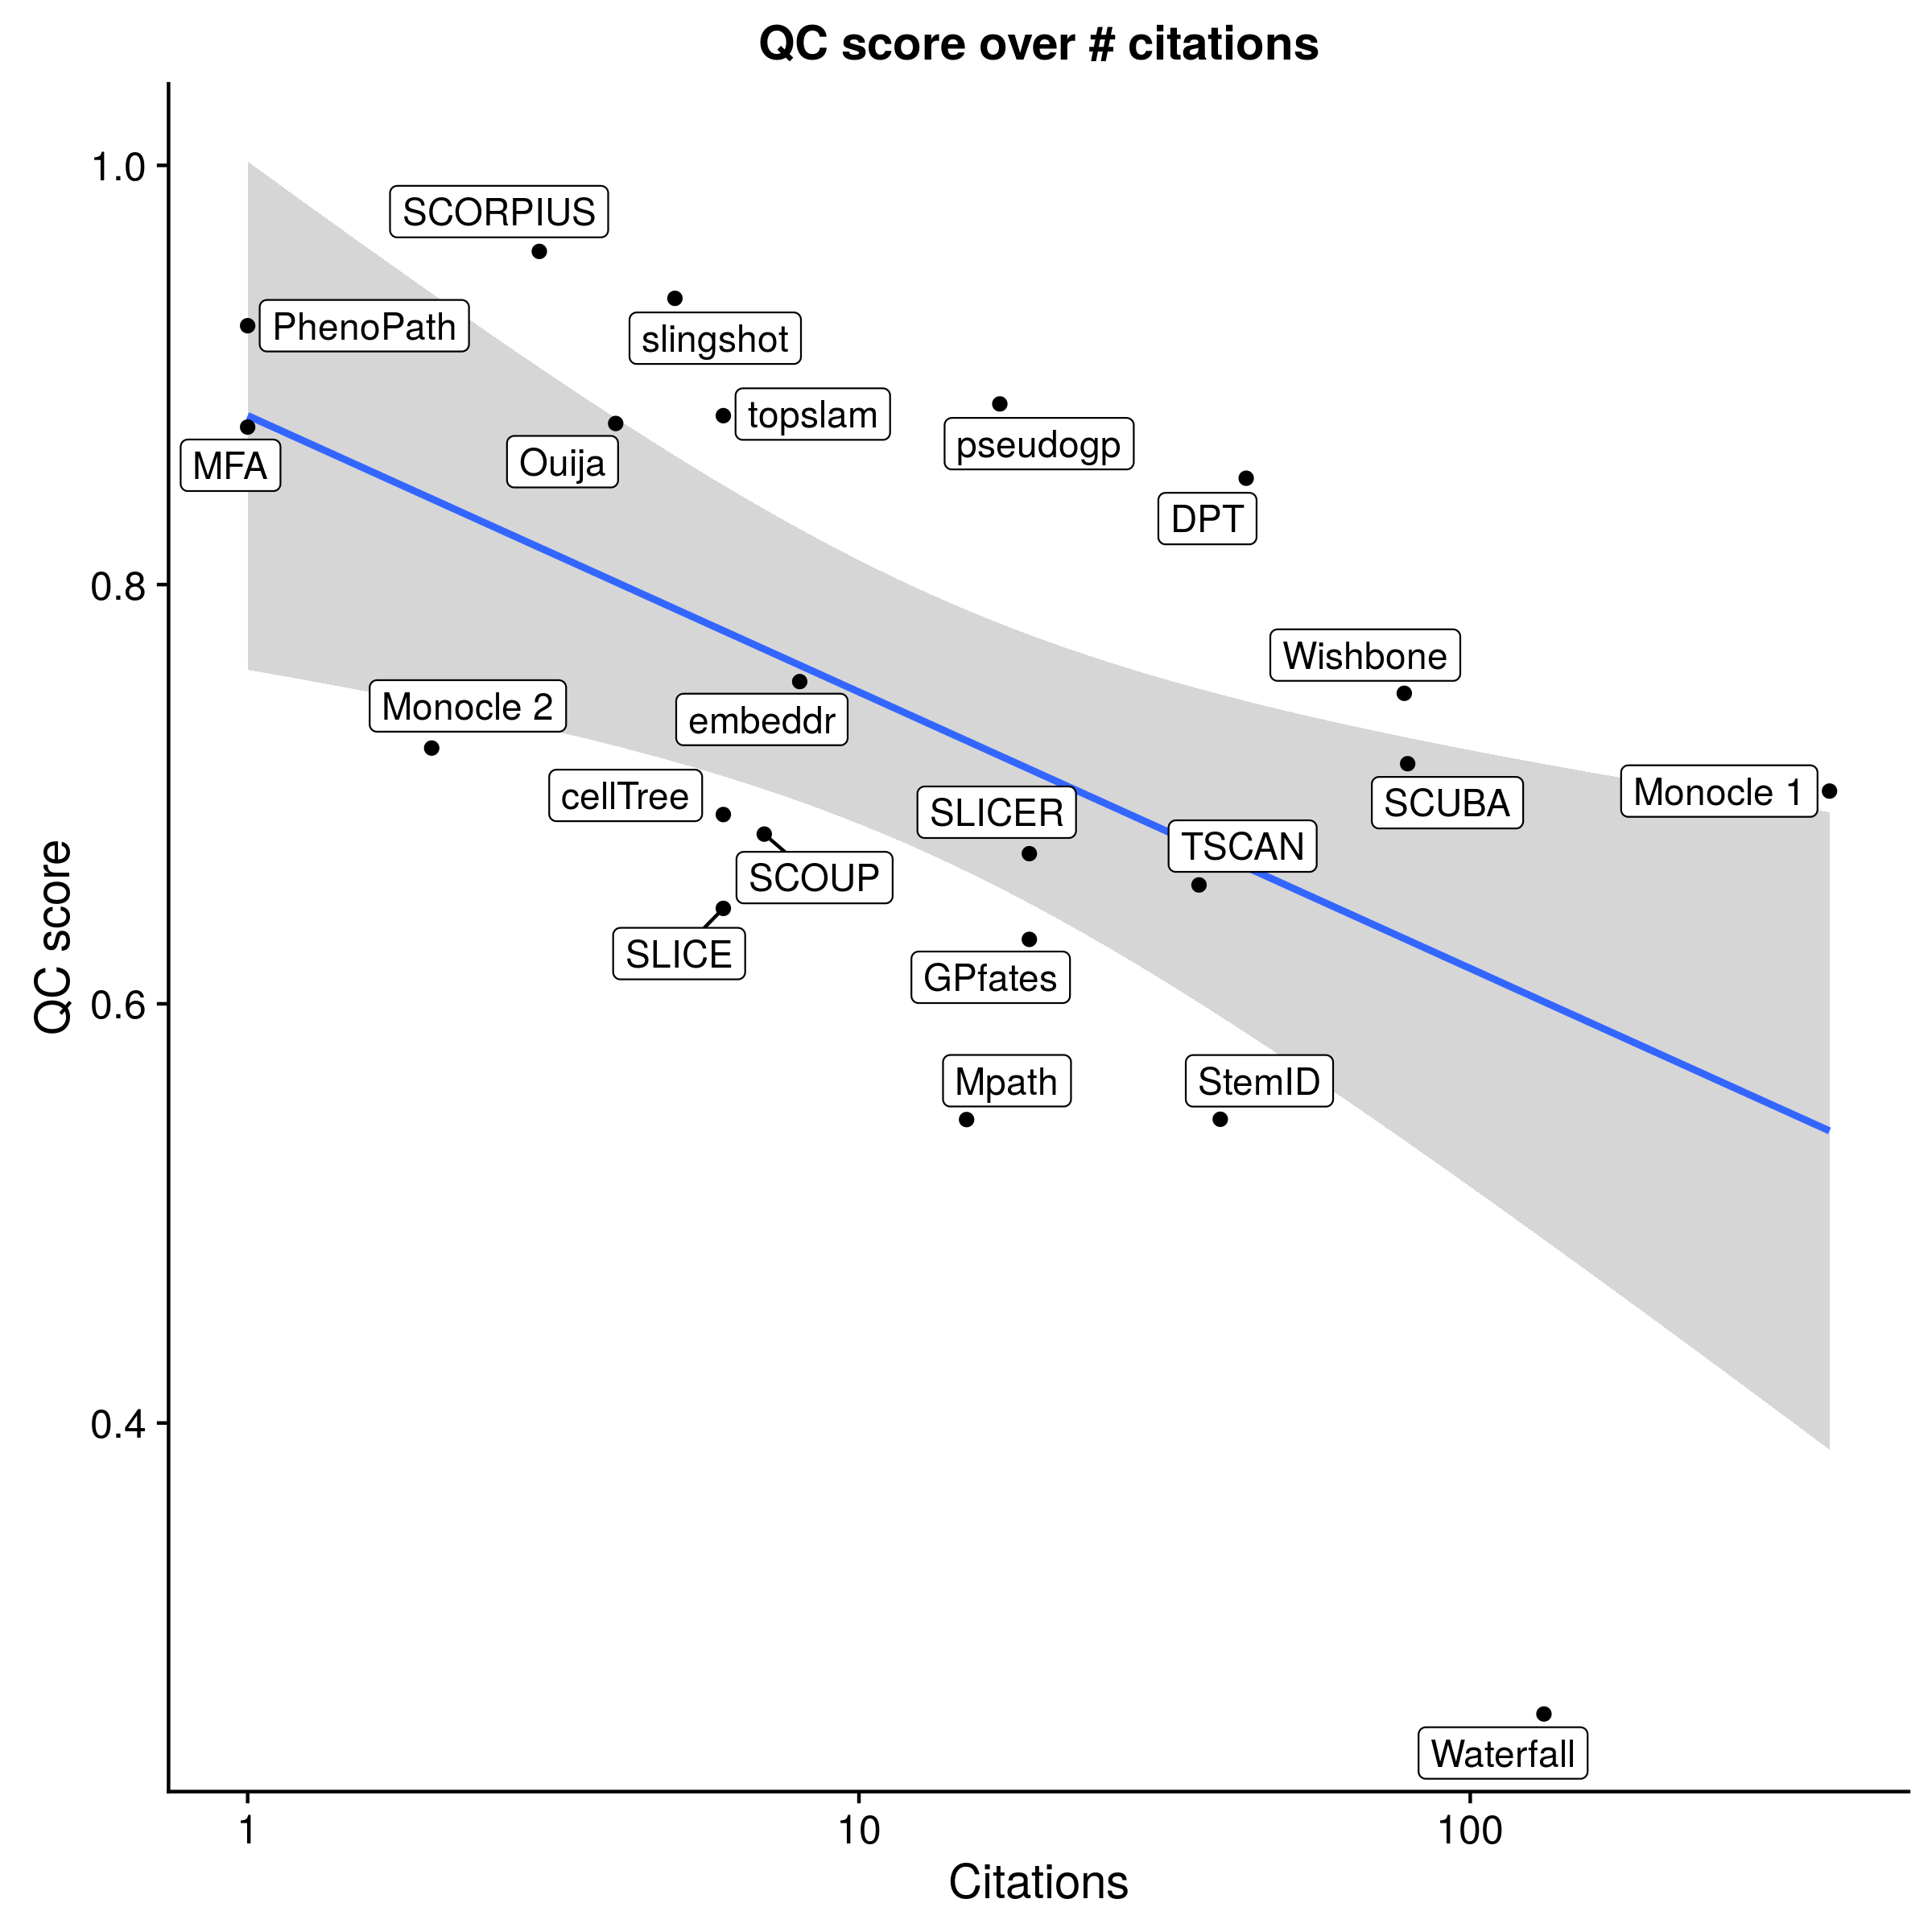 QC score over # citations
1.0
SCORPIUS
PhenoPath
slingshot
topslam
pseudogp
MFA
Ouija
DPT
0.8
Wishbone
Monocle 2
embeddr
cellTree
SLICER
Monocle 1
SCUBA
TSCAN
SCOUP
SLICE
GPfates
0.6
QC score
Mpath
StemID
0.4
Waterfall
1
10
100
Citations